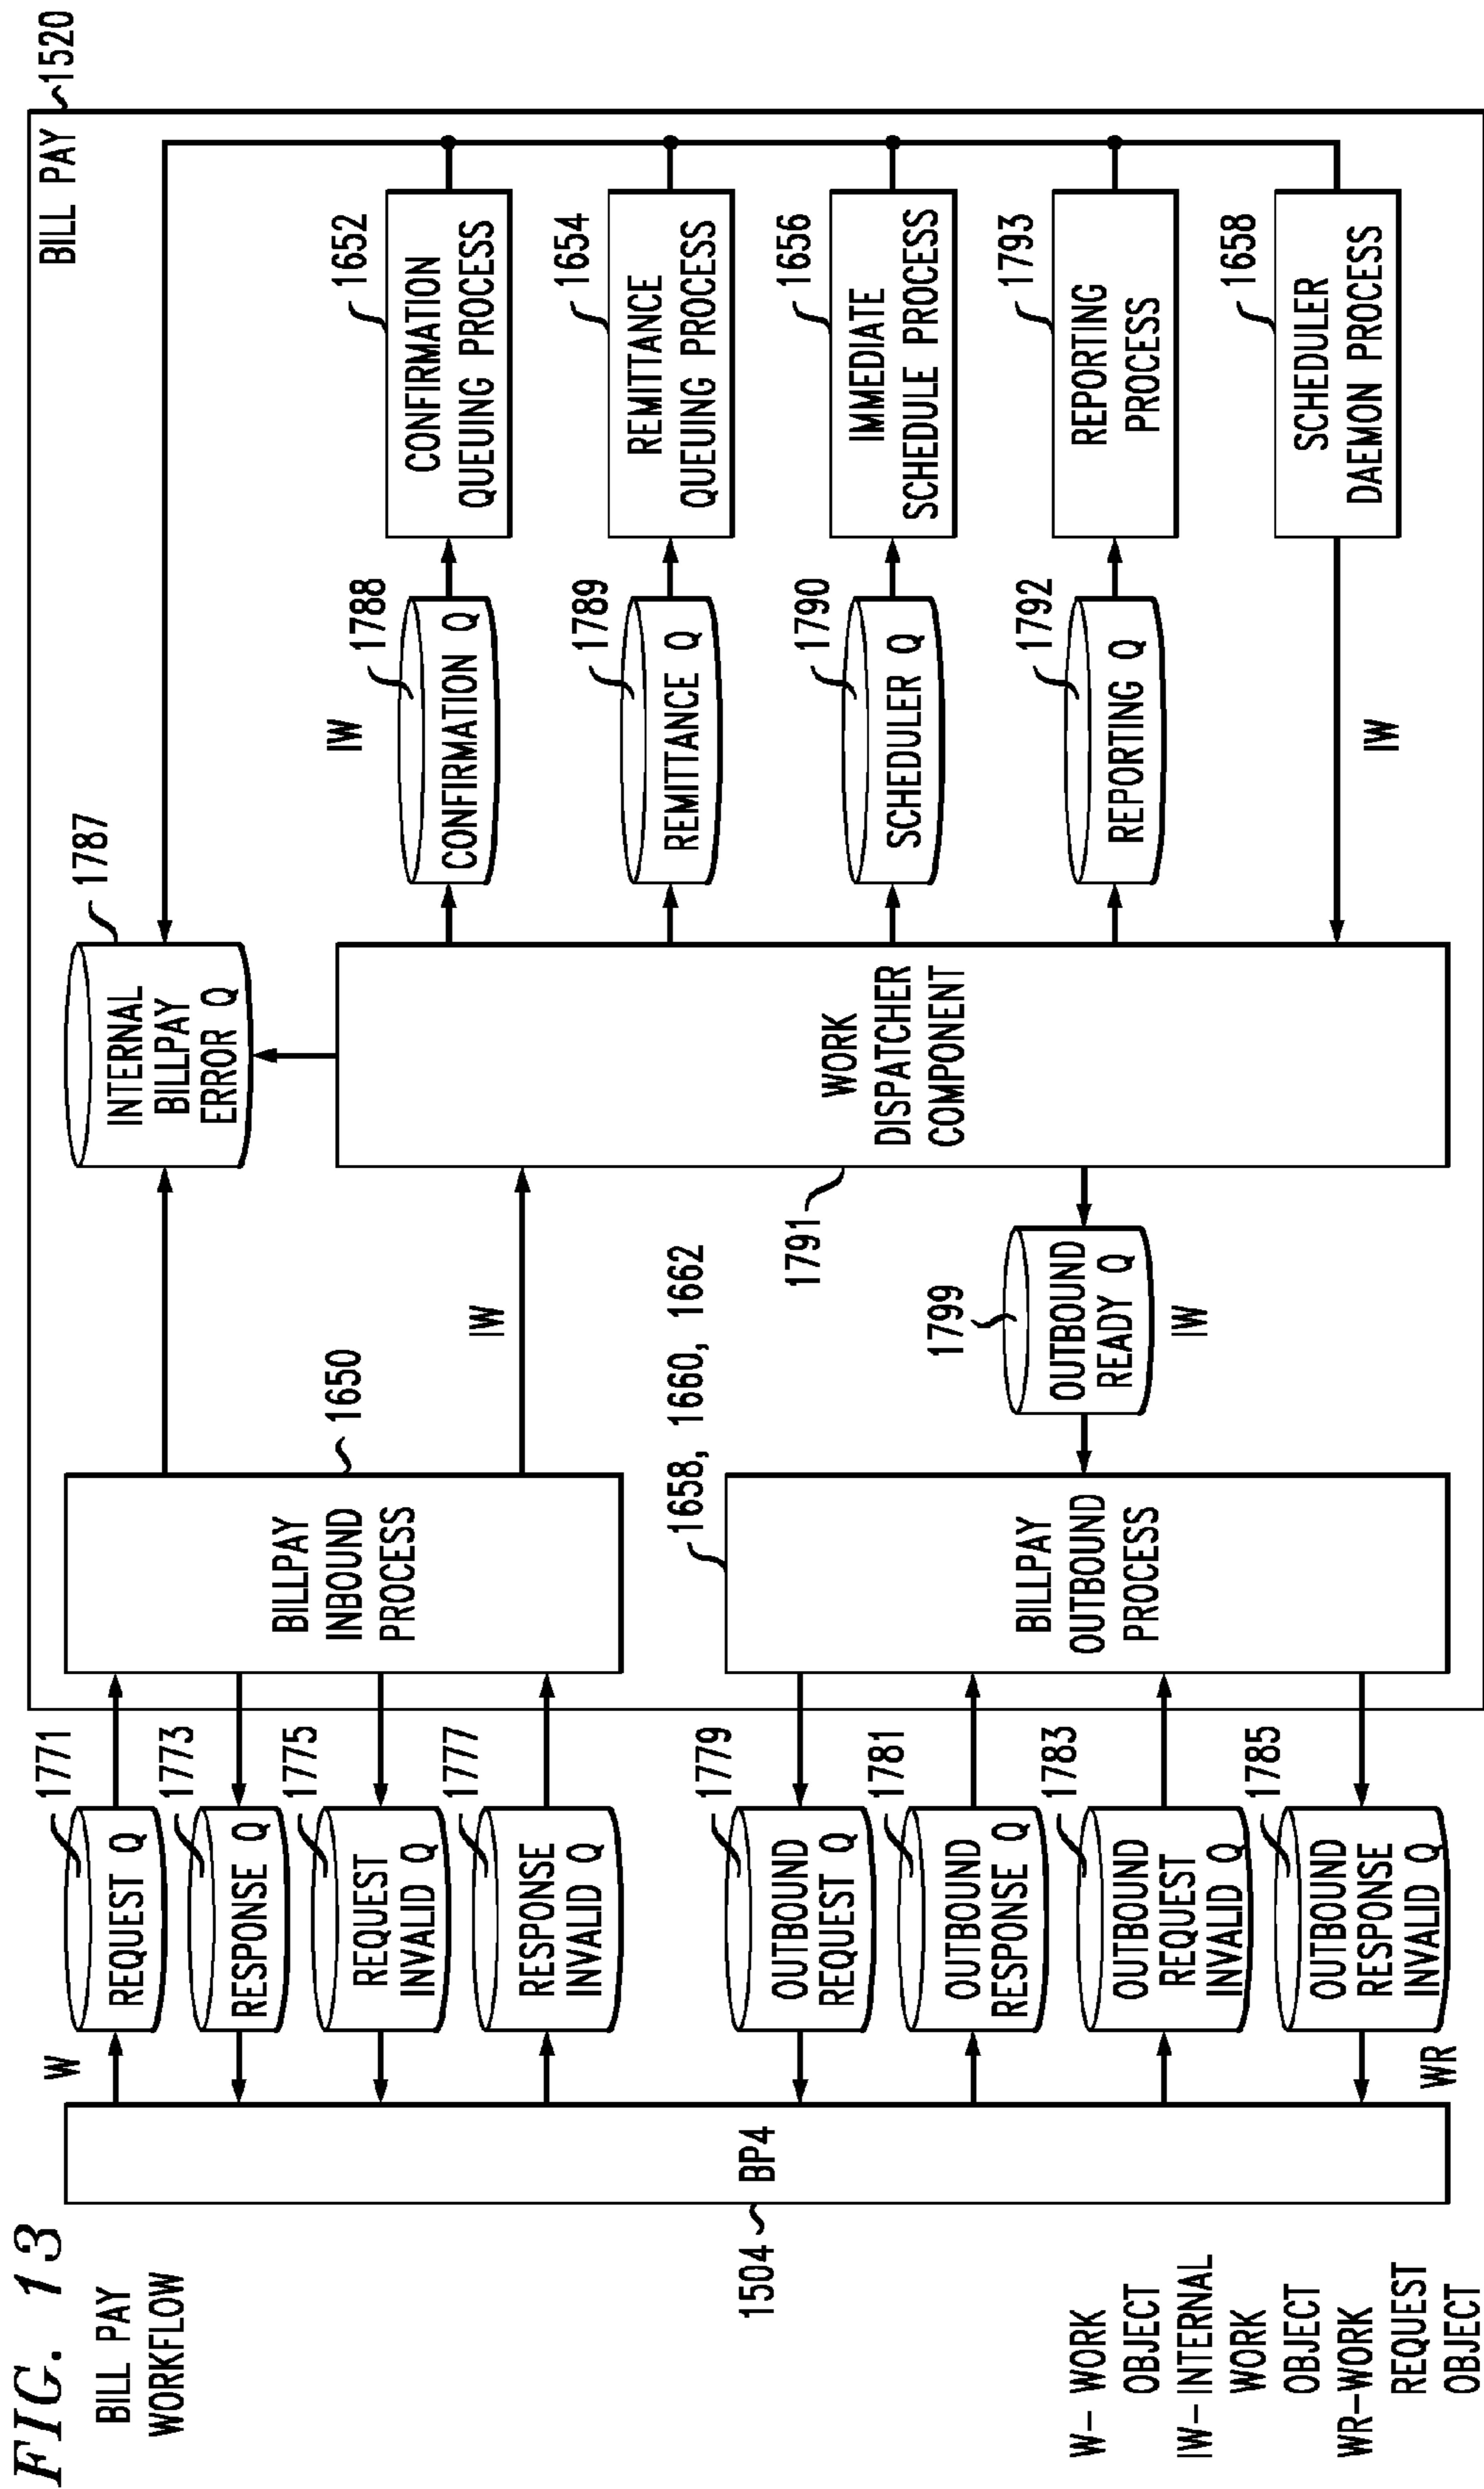 FIG. 13
BILL PAY
WORKFLOW
W- WORK
OBJECT
IW- INTERNAL
WORK
OBJECT
WR-WORK
REQUEST
OBJECT
1504
BP4
W
WR
1771
REQUEST Q
1773
RESPONSE Q
1775
REQUEST
INVALID Q
1777
RESPONSE
INVALID Q
1779
OUTBOUND
REQUEST Q
1781
OUTBOUND
RESPONSE Q
1783
OUTBOUND
REQUEST
INVALID Q
1785
OUTBOUND
RESPONSE
INVALID Q
BILLPAY
INBOUND
PROCESS
1650
IW
BILLPAY
OUTBOUND
PROCESS
1658, 1660, 1662
1799
OUTBOUND
READY Q
IW
INTERNAL
BILLPAY
ERROR Q
1787
WORK
DISPATCHER
COMPONENT
1791
IW
1788
CONFIRMATION Q
1789
REMITTANCE Q
1790
SCHEDULER Q
1792
REPORTING Q
IW
1652
CONFIRMATION
QUEUING PROCESS
1654
REMITTANCE
QUEUING PROCESS
1656
IMMEDIATE
SCHEDULE PROCESS
1793
REPORTING
PROCESS
1658
SCHEDULER
DAEMON PROCESS
BILL PAY
1520